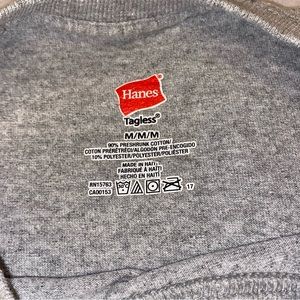 Hanes
Tagless®
M/M/M
90% PRESHRUNK COTTON/
COTON PRÉRÉTRÉCI/ALGODÓN PRE-ENCOGIDO
10% POLYESTER/POLYESTER/POLIÉSTER
MADE IN HAITI
FABRIQUÉ À HAÏTI
HECHO EN HAITÍ
RN15763
CA00153
17